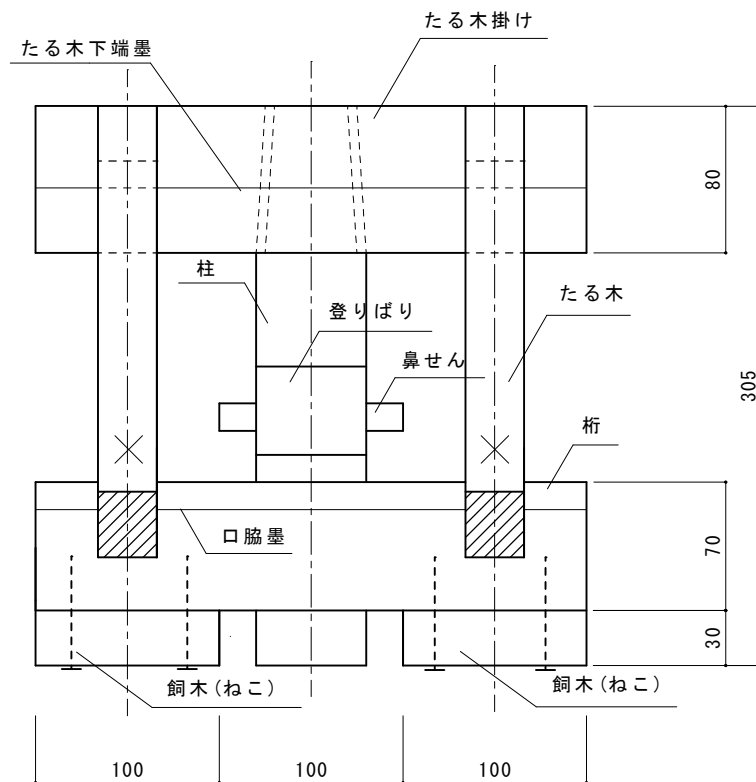 たる木掛け
たる木下端墨
80
柱
登りばり
たる木
鼻せん
305
桁
口脇墨
70
30
飼木(ねこ)
飼木(ねこ)
100
100
100